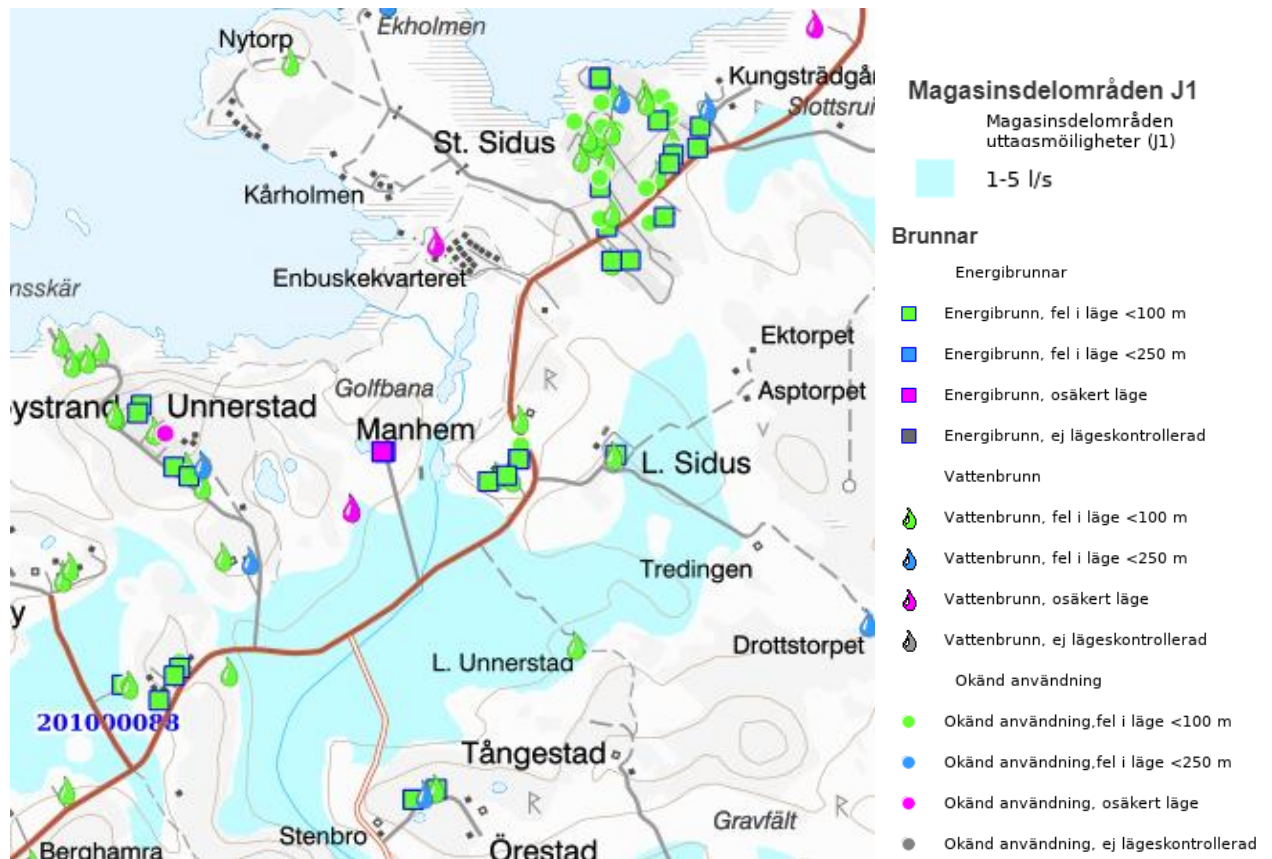 Ekholmen
Nytorp
Kungsträdgår
Slottsrui
St. Sidus
Kårholmen
Enbuskekvarteret
nsskär
Ektorpet
Golfbana
Asptorpet
ystrand
Unnerstad
Manhem
L. Sidus
Tredingen
y
Drottstorpet
L. Unnerstad
201000088
Tångestad
Gravfält
Stenbro
Örestad
Berghamra
Magasinsdelområden J1
Magasinsdelområden
uttagsmöjligheter (J1)
1-5 l/s
Brunnar
Energibrunnar
Energibrunn, fel i läge <100 m
Energibrunn, fel i läge <250 m
Energibrunn, osäkert läge
Energibrunn, ej lägeskontrollerad
Vattenbrunn
Vattenbrunn, fel i läge <100 m
Vattenbrunn, fel i läge <250 m
Vattenbrunn, osäkert läge
Vattenbrunn, ej lägeskontrollerad
Okänd användning
Okänd användning,fel i läge <100 m
Okänd användning,fel i läge <250 m
Okänd användning, osäkert läge
Okänd användning, ej lägeskontrollerad